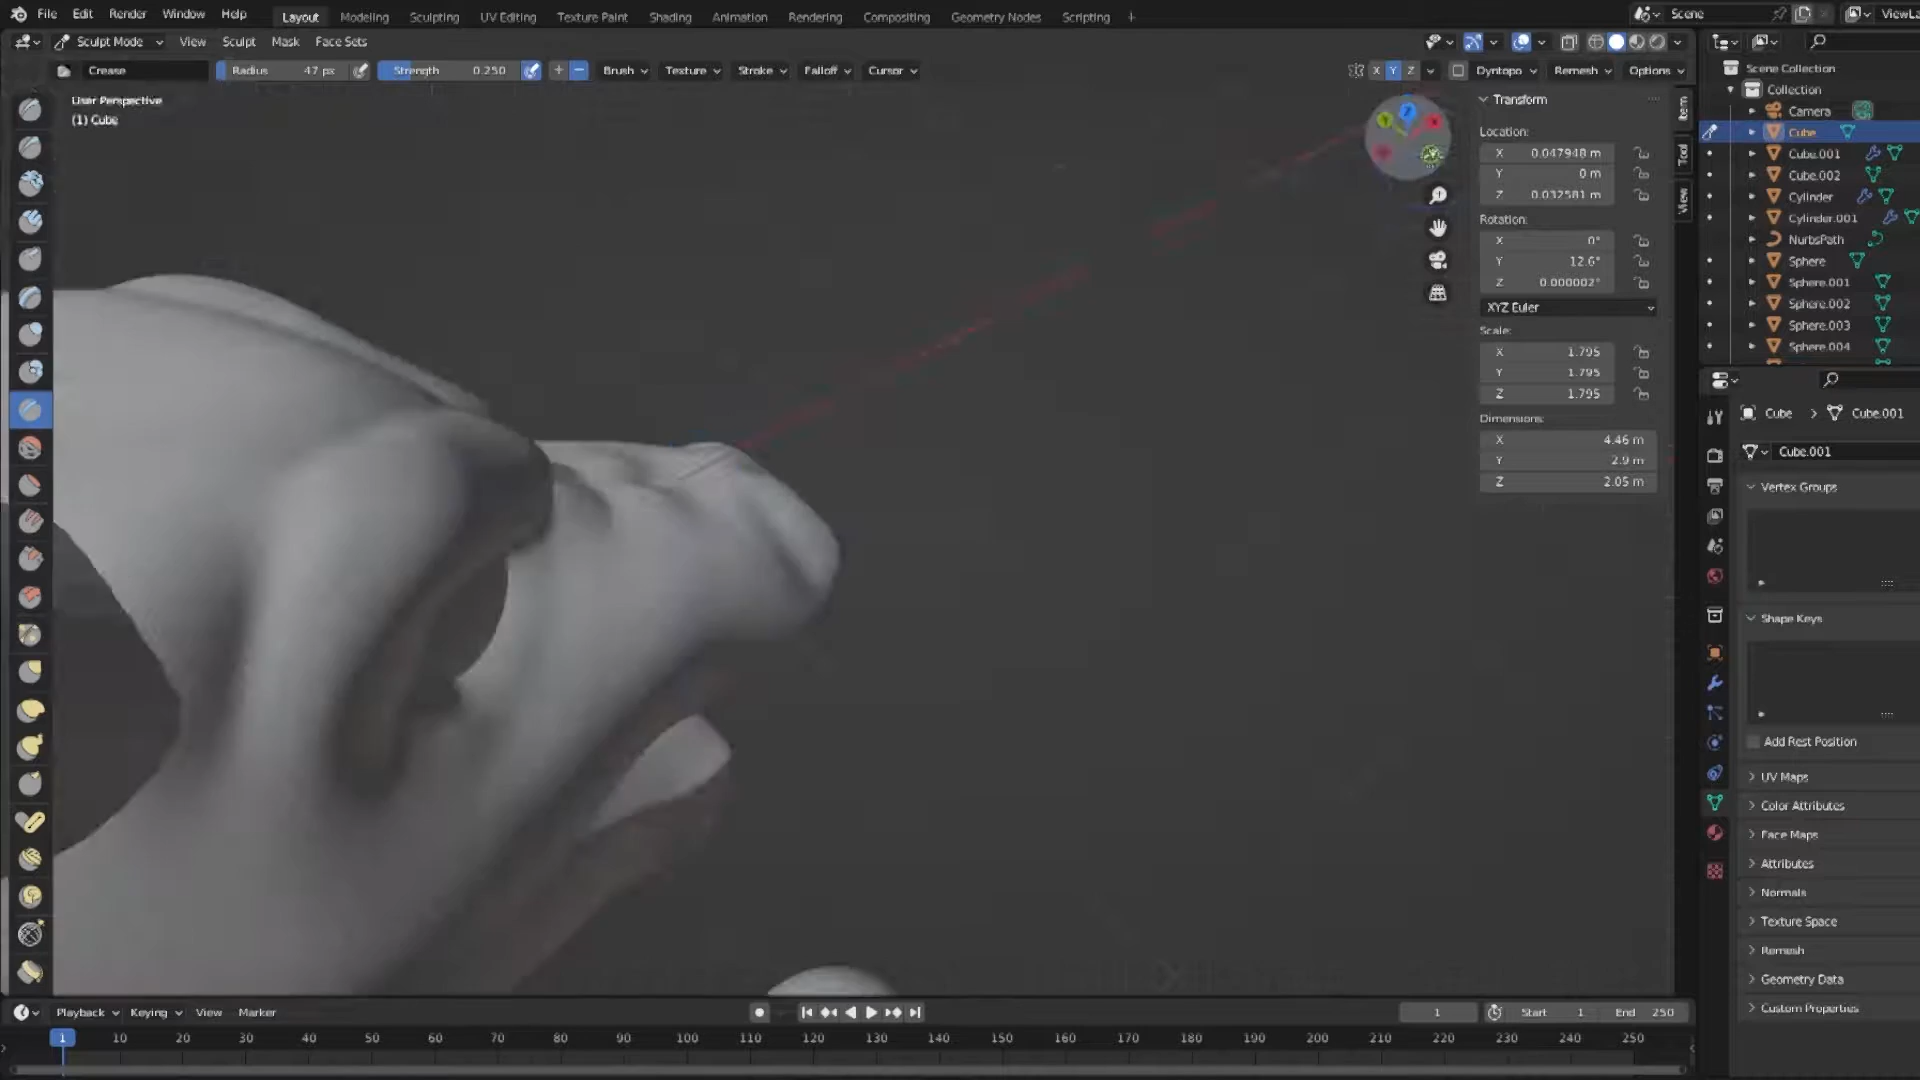 File Edit Render Window Help Layout Modeling Sculpting UV Editing Texture Paint Shading Animation Rendering Compositing Geometry Nodes Scripting + Scene ViewLa
Sculpt Mode View Sculpt Mask Face Sets
Crease Radius 47 px Strength 0.250 + − Brush Texture Stroke Falloff Cursor X Y Z Dyntopo Remesh Options
User Perspective
(1) Cube
Z
Y
X
Transform
Location:
X 0.047948 m
Y 0 m
Z 0.032581 m
Rotation:
X 0°
Y 12.6°
Z 0.000002°
XYZ Euler
Scale:
X 1.795
Y 1.795
Z 1.795
Dimensions:
X 4.46 m
Y 2.9 m
Z 2.05 m
Item
Tool
View
Scene Collection
Collection
Camera
Cube
Cube.001
Cube.002
Cylinder
Cylinder.001
NurbsPath
Sphere
Sphere.001
Sphere.002
Sphere.003
Sphere.004
Cube > Cube.001
Cube.001
Vertex Groups
Shape Keys
Add Rest Position
UV Maps
Color Attributes
Face Maps
Attributes
Normals
Texture Space
Remesh
Geometry Data
Custom Properties
Playback Keying View Marker 1 Start 1 End 250
1 10 20 30 40 50 60 70 80 90 100 110 120 130 140 150 160 170 180 190 200 210 220 230 240 250